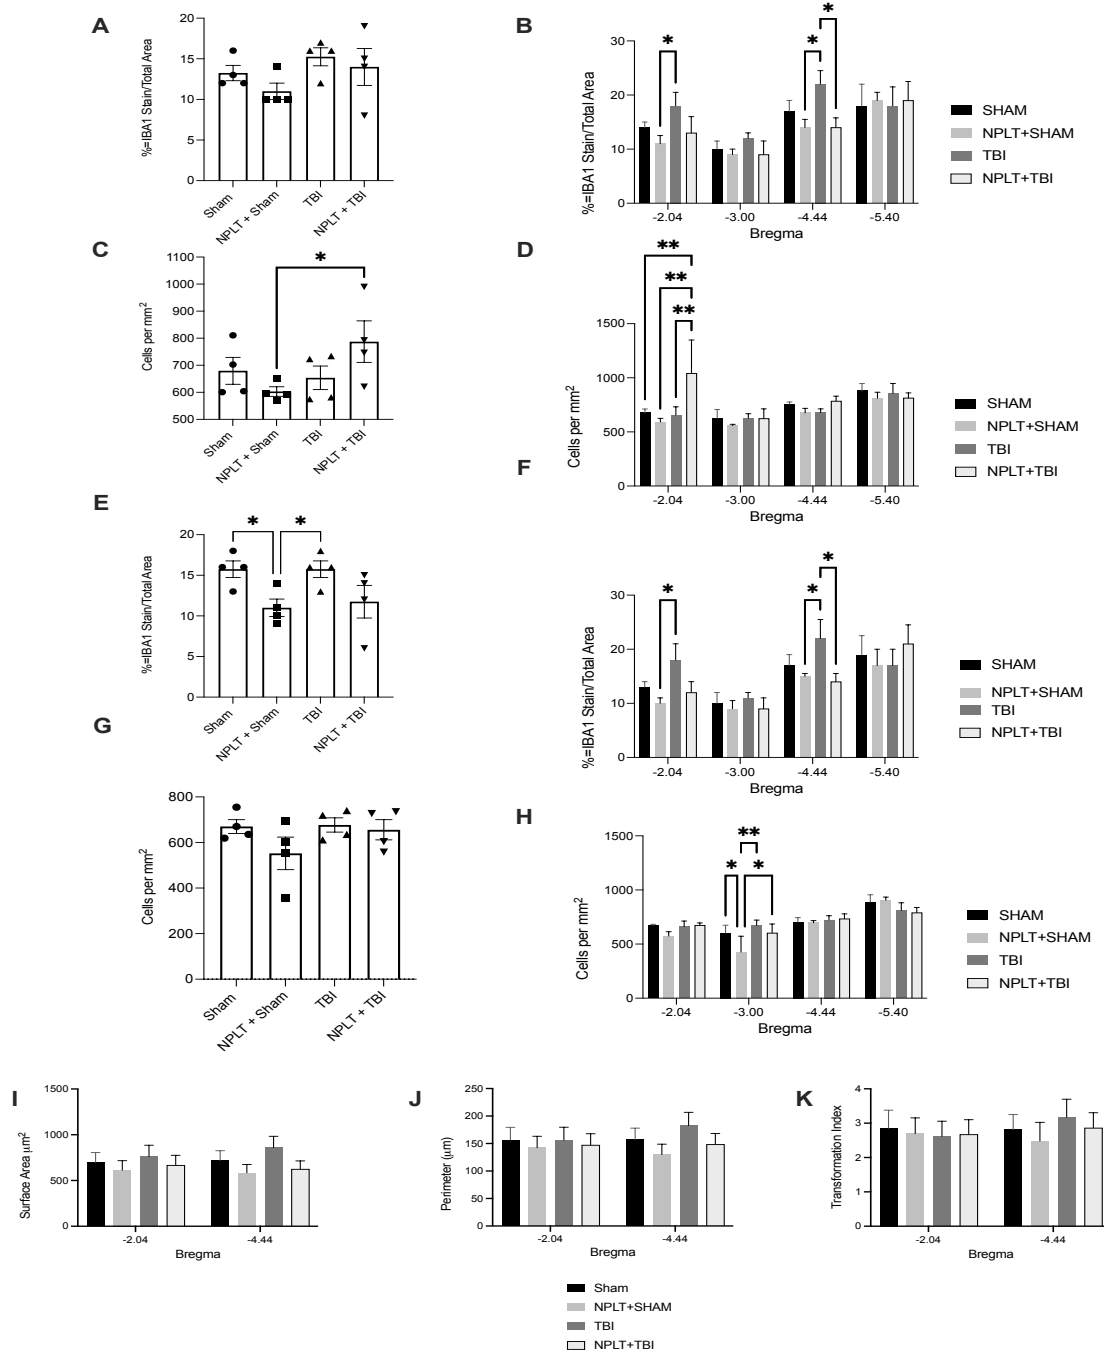 A
%=IBA1 Stain/Total Area
20
15
10
5
0
Sham
NPLT + Sham
TBI
NPLT + TBI
B
%=IBA1 Stain/Total Area
30
20
10
0
*
*
*
-2.04
-3.00
-4.44
-5.40
Bregma
SHAM
NPLT+SHAM
TBI
NPLT+TBI
C
Cells per mm²
1100
1000
900
800
700
600
500
*
Sham
NPLT + Sham
TBI
NPLT + TBI
D
Cells per mm²
1500
1000
500
0
**
**
**
-2.04
-3.00
-4.44
-5.40
Bregma
SHAM
NPLT+SHAM
TBI
NPLT+TBI
E
%=IBA1 Stain/Total Area
20
15
10
5
0
*
*
Sham
NPLT + Sham
TBI
NPLT + TBI
F
%=IBA1 Stain/Total Area
30
20
10
0
*
*
*
-2.04
-3.00
-4.44
-5.40
Bregma
SHAM
NPLT+SHAM
TBI
NPLT+TBI
G
Cells per mm²
800
600
400
200
0
Sham
NPLT + Sham
TBI
NPLT + TBI
H
Cells per mm²
1500
1000
500
0
**
*
*
-2.04
-3.00
-4.44
-5.40
Bregma
SHAM
NPLT+SHAM
TBI
NPLT+TBI
I
Surface Area μm²
1500
1000
500
0
-2.04
-4.44
Bregma
J
Perimeter (μm)
250
200
150
100
50
0
-2.04
-4.44
Bregma
K
Transformation Index
4
3
2
1
0
-2.04
-4.44
Bregma
Sham
NPLT+SHAM
TBI
NPLT+TBI